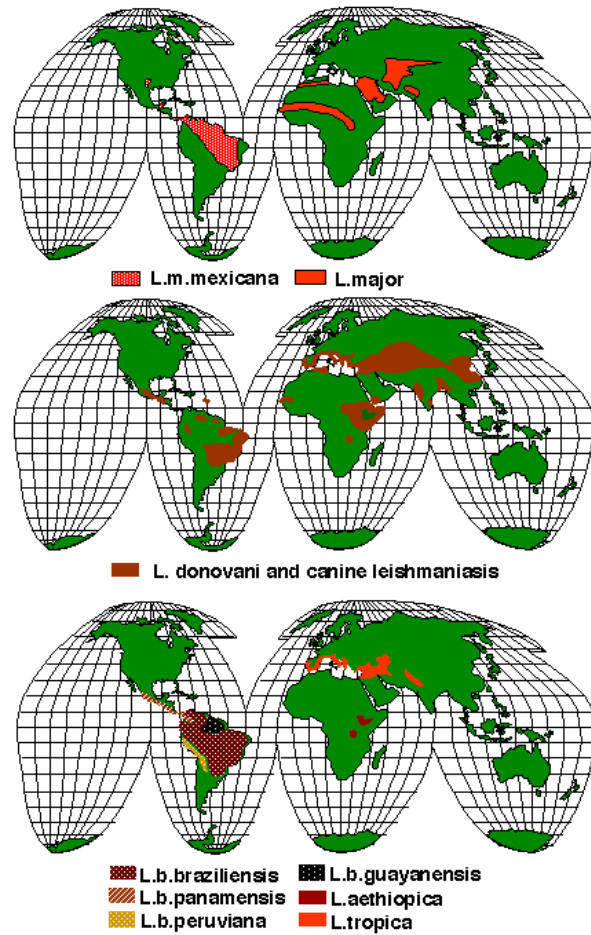 L.m.mexicana L.major
L. donovani and canine leishmaniasis
L.b.braziliensis L.b.guayanensis
L.b.panamensis L.aethiopica
L.b.peruviana L.tropica